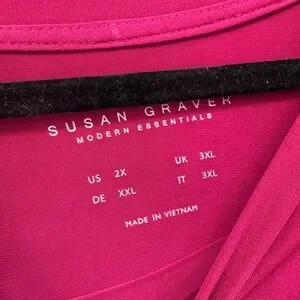 SUSAN GRAVER
MODERN ESSENTIALS
US 2X UK 3XL
DE XXL IT 3XL
MADE IN VIETNAM